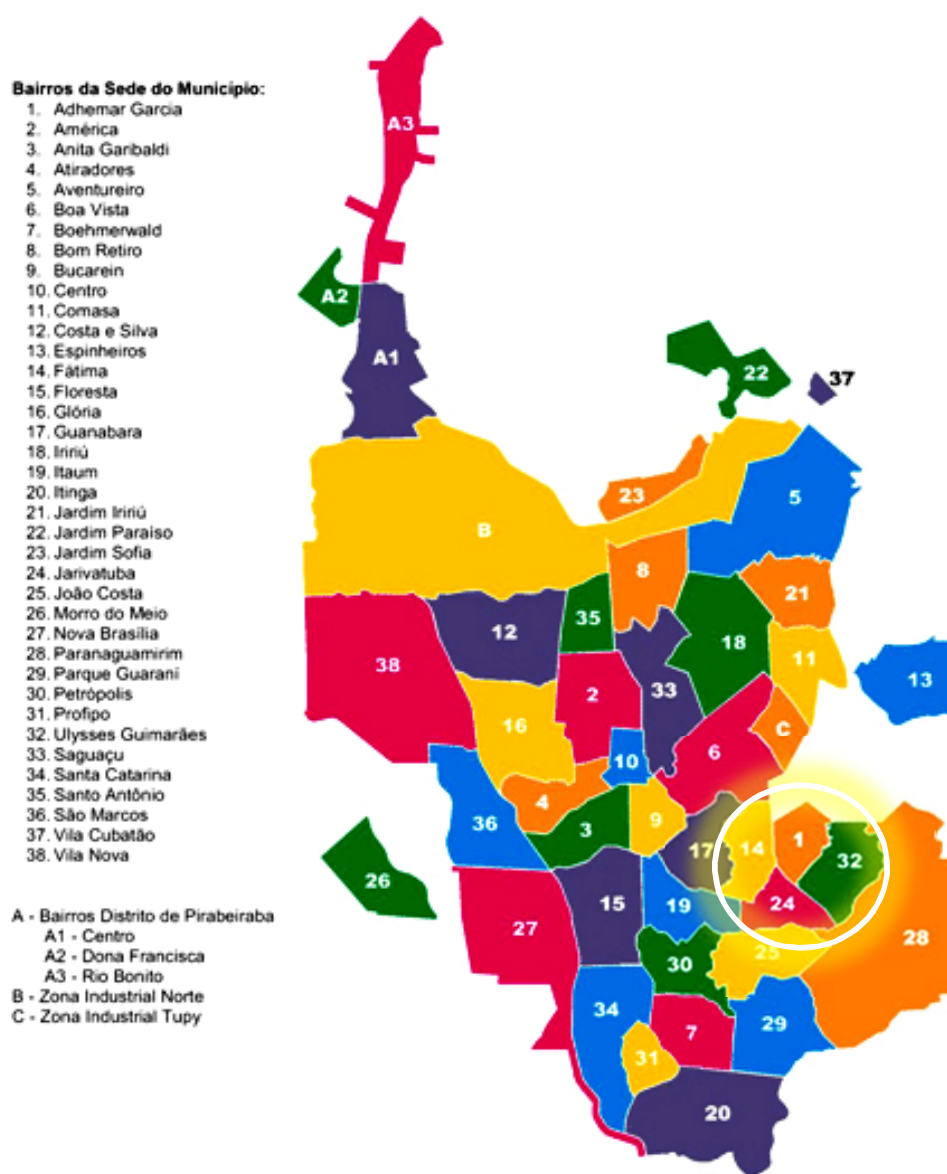 Bairros da Sede do Município:
1. Adhemar Garcia
2. América
3. Anita Garibaldi
4. Atiradores
5. Aventureiro
6. Boa Vista
7. Boehmerwald
8. Bom Retiro
9. Bucarein
10. Centro
11. Comasa
12. Costa e Silva
13. Espinheiros
14. Fátima
15. Floresta
16. Glória
17. Guanabara
18. Iririú
19. Itaum
20. Itinga
21. Jardim Iririú
22. Jardim Paraíso
23. Jardim Sofia
24. Jarivatuba
25. João Costa
26. Morro do Meio
27. Nova Brasília
28. Paranaguamirim
29. Parque Guarani
30. Petrópolis
31. Profipo
32. Ulysses Guimarães
33. Saguaçu
34. Santa Catarina
35. Santo Antônio
36. São Marcos
37. Vila Cubatão
38. Vila Nova
A - Bairros Distrito de Pirabeiraba
A1 - Centro
A2 - Dona Francisca
A3 - Rio Bonito
B - Zona Industrial Norte
C - Zona Industrial Tupy
A3
A2
A1
22
37
23
5
B
8
21
35
12
18
38
11
33
13
2
16
C
6
10
4
9
36
3
1
17
14
32
26
15
19
24
27
28
25
30
34
29
7
31
20